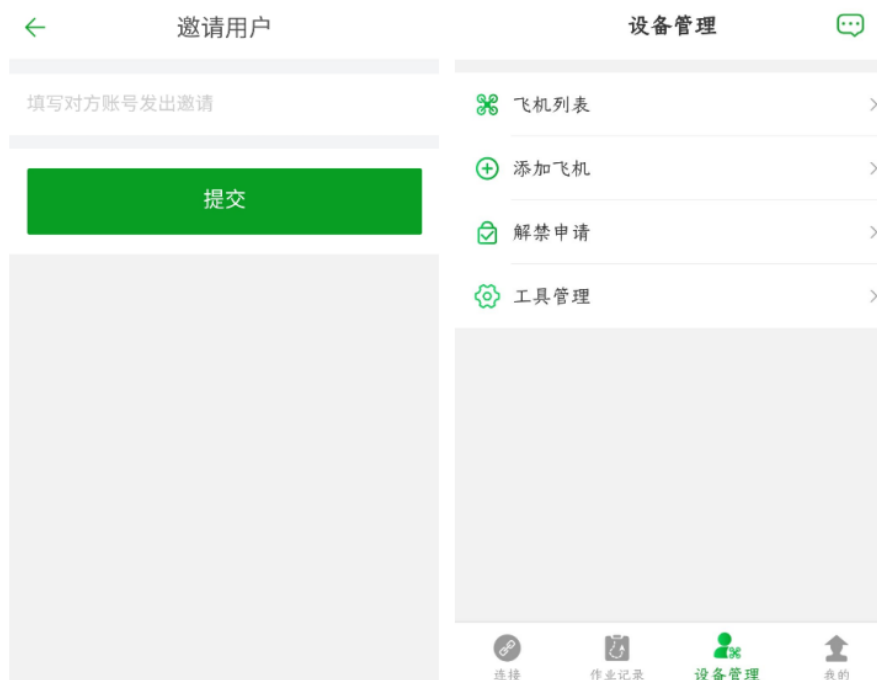 邀请用户
填写对方账号发出邀请
提交
设备管理
飞机列表
添加飞机
解禁申请
工具管理
连接
作业记录
设备管理
我的